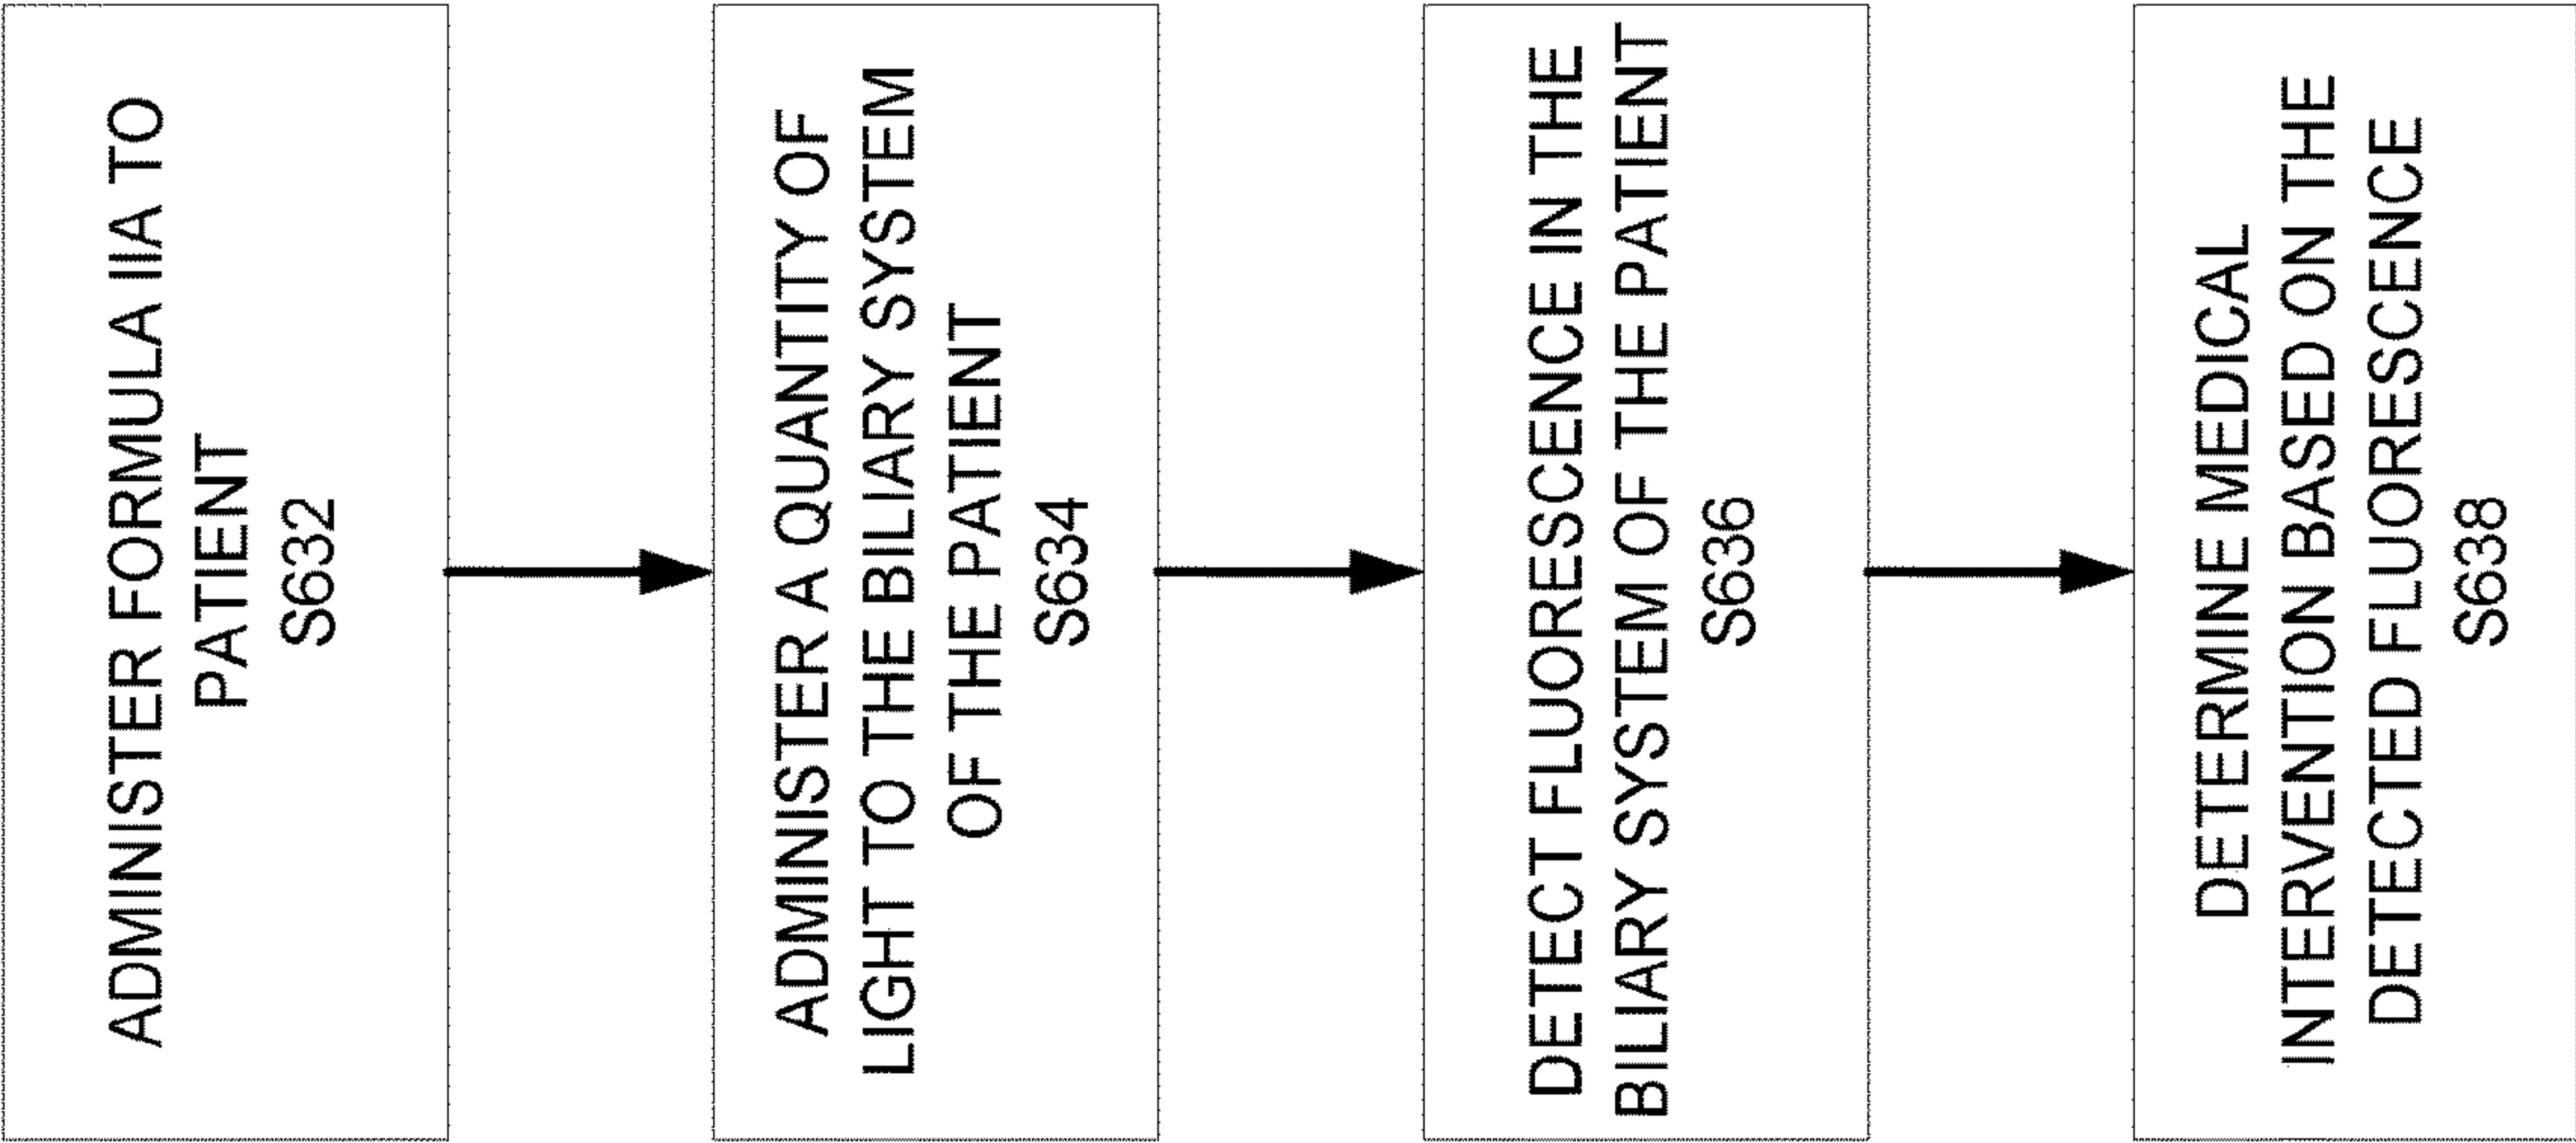 ADMINISTER FORMULA IIA TO
PATIENT
S632
ADMINISTER A QUANTITY OF
LIGHT TO THE BILIARY SYSTEM
OF THE PATIENT
S634
DETECT FLUORESCENCE IN THE
BILIARY SYSTEM OF THE PATIENT
S636
DETERMINE MEDICAL
INTERVENTION BASED ON THE
DETECTED FLUORESCENCE
S638